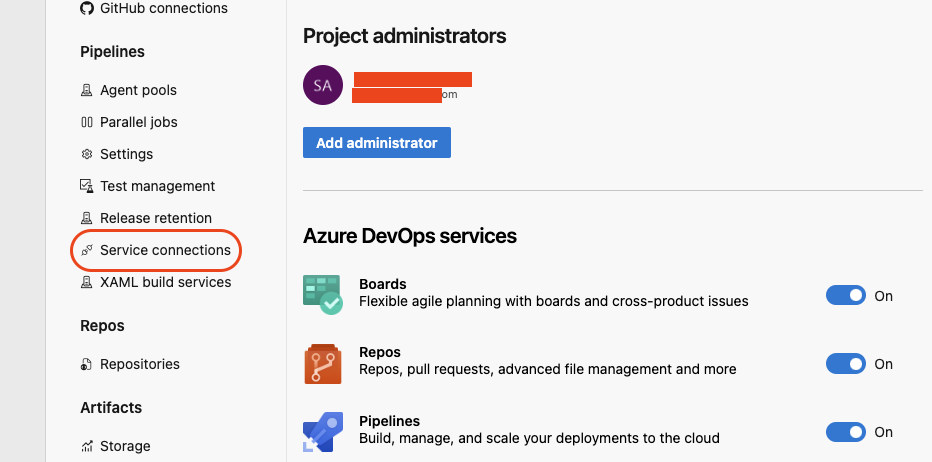 GitHub connections
Pipelines
Agent pools
Parallel jobs
Settings
Test management
Release retention
Service connections
XAML build services
Repos
Repositories
Artifacts
Storage
Project administrators
SA
om
Add administrator
Azure DevOps services
Boards
Flexible agile planning with boards and cross-product issues
On
Repos
Repos, pull requests, advanced file management and more
On
Pipelines
Build, manage, and scale your deployments to the cloud
On